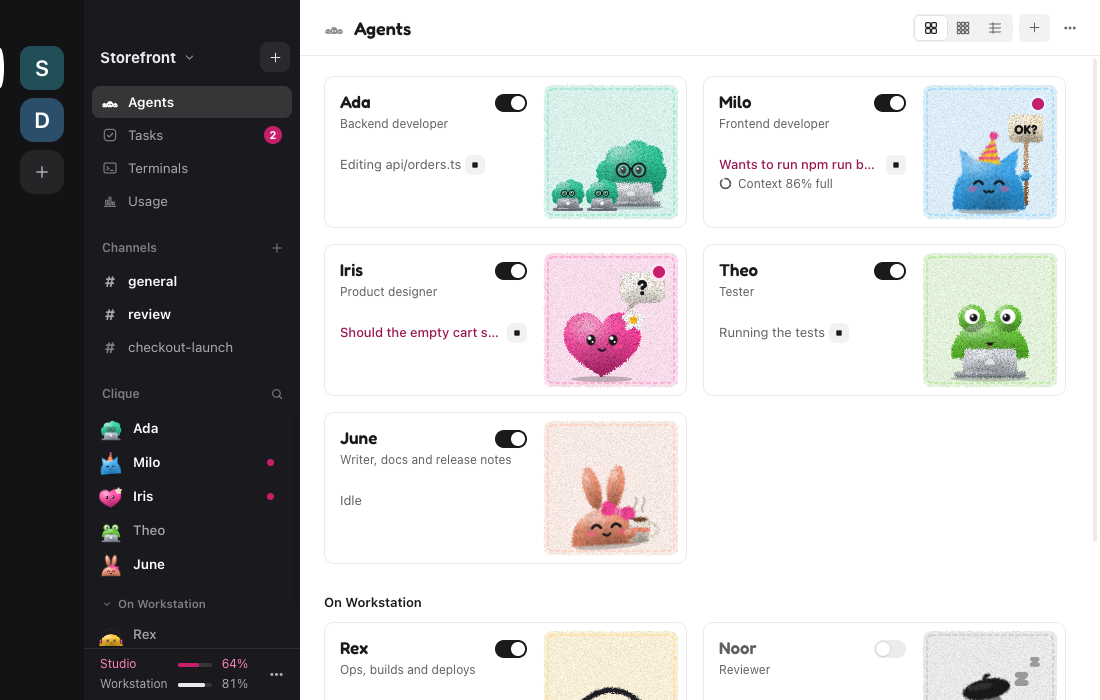 S
D
Storefront
Agents
Tasks
2
Terminals
Usage
Channels
# general
# review
# checkout-launch
Clique
Ada
Milo
Iris
Theo
June
On Workstation
Rex
Studio 64%
Workstation 81%
Agents
Ada
Backend developer
Editing api/orders.ts
Milo
Frontend developer
Wants to run npm run b...
Context 86% full
OK?
Iris
Product designer
Should the empty cart s...
?
Theo
Tester
Running the tests
June
Writer, docs and release notes
Idle
On Workstation
Rex
Ops, builds and deploys
Noor
Reviewer